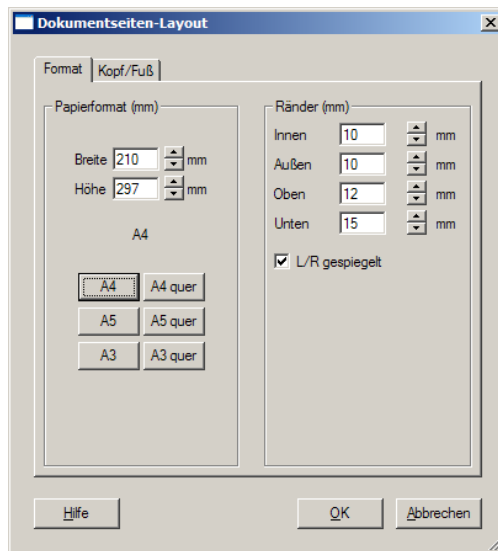 Dokumentseiten-Layout
Format Kopf/Fuß
Papierformat (mm)
Breite 210 mm
Höhe 297 mm
A4
A4 A4 quer
A5 A5 quer
A3 A3 quer
Ränder (mm)
Innen 10 mm
Außen 10 mm
Oben 12 mm
Unten 15 mm
L/R gespiegelt
Hilfe OK Abbrechen